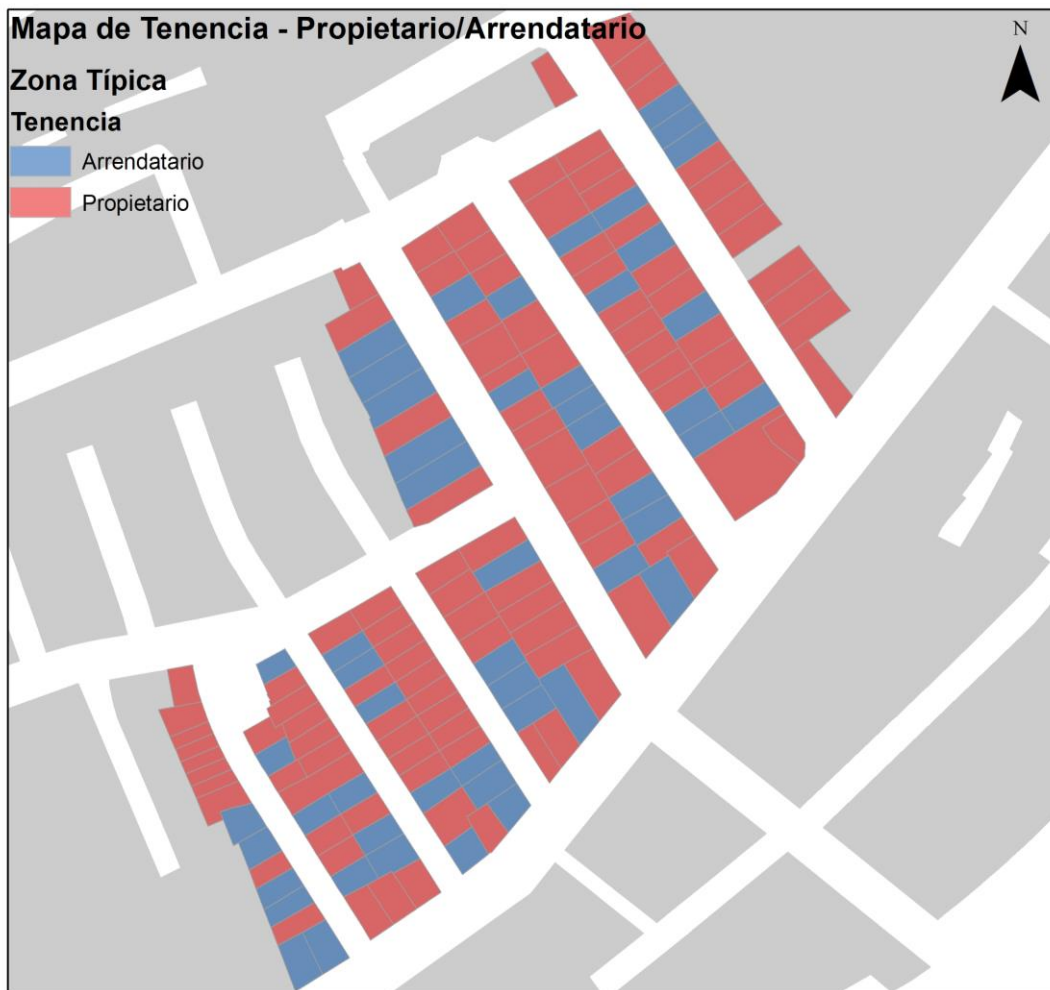 Mapa de Tenencia - Propietario/Arrendatario
N
Zona Típica
Tenencia
Arrendatario
Propietario